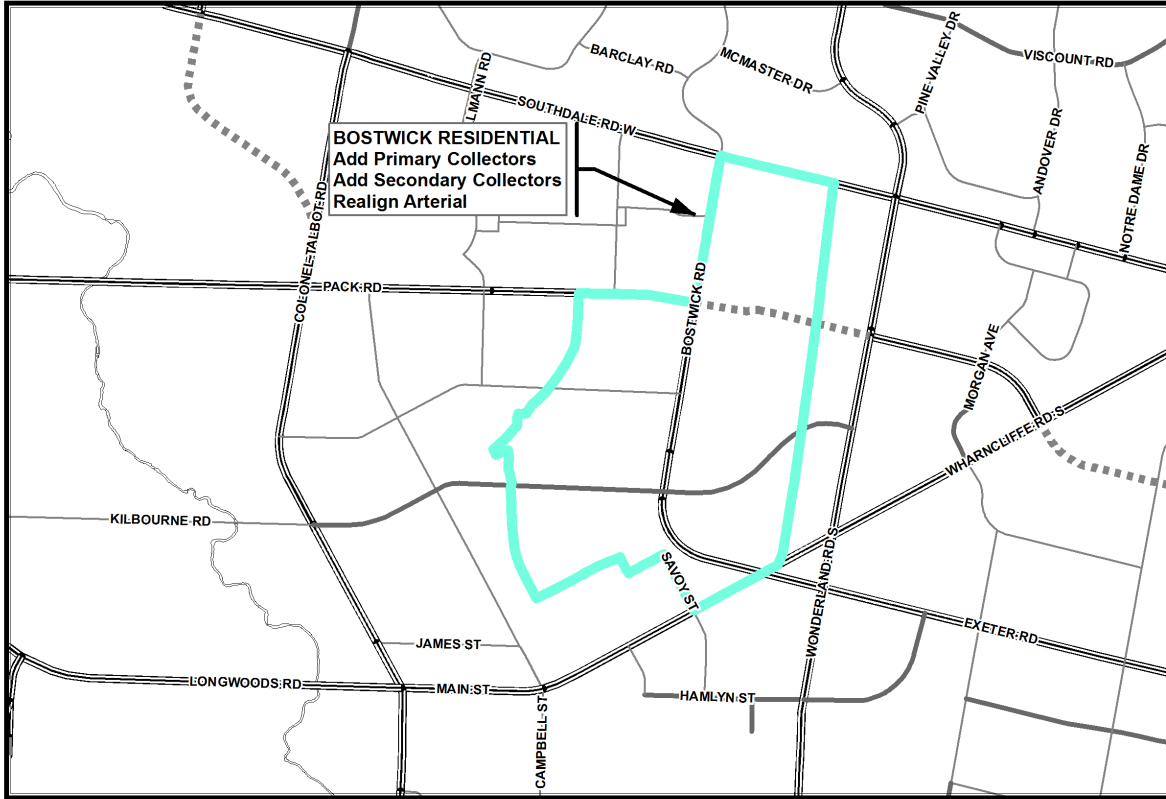 BARCLAY RD
MCMASTER DR
PINE VALLEY DR
VISCOUNT RD
LMANN RD
SOUTHDALE RD W
ANDOVER DR
NOTRE DAME DR
BOSTWICK RESIDENTIAL
Add Primary Collectors
Add Secondary Collectors
Realign Arterial
COLONEL TALBOT RD
PACK RD
BOSTWICK RD
MORGAN AVE
WHARNCLIFFE RD S
KILBOURNE RD
SAVOY ST
WONDERLAND RD S
EXETER RD
JAMES ST
LONGWOODS RD
MAIN ST
HAMLYN ST
CAMPBELL ST